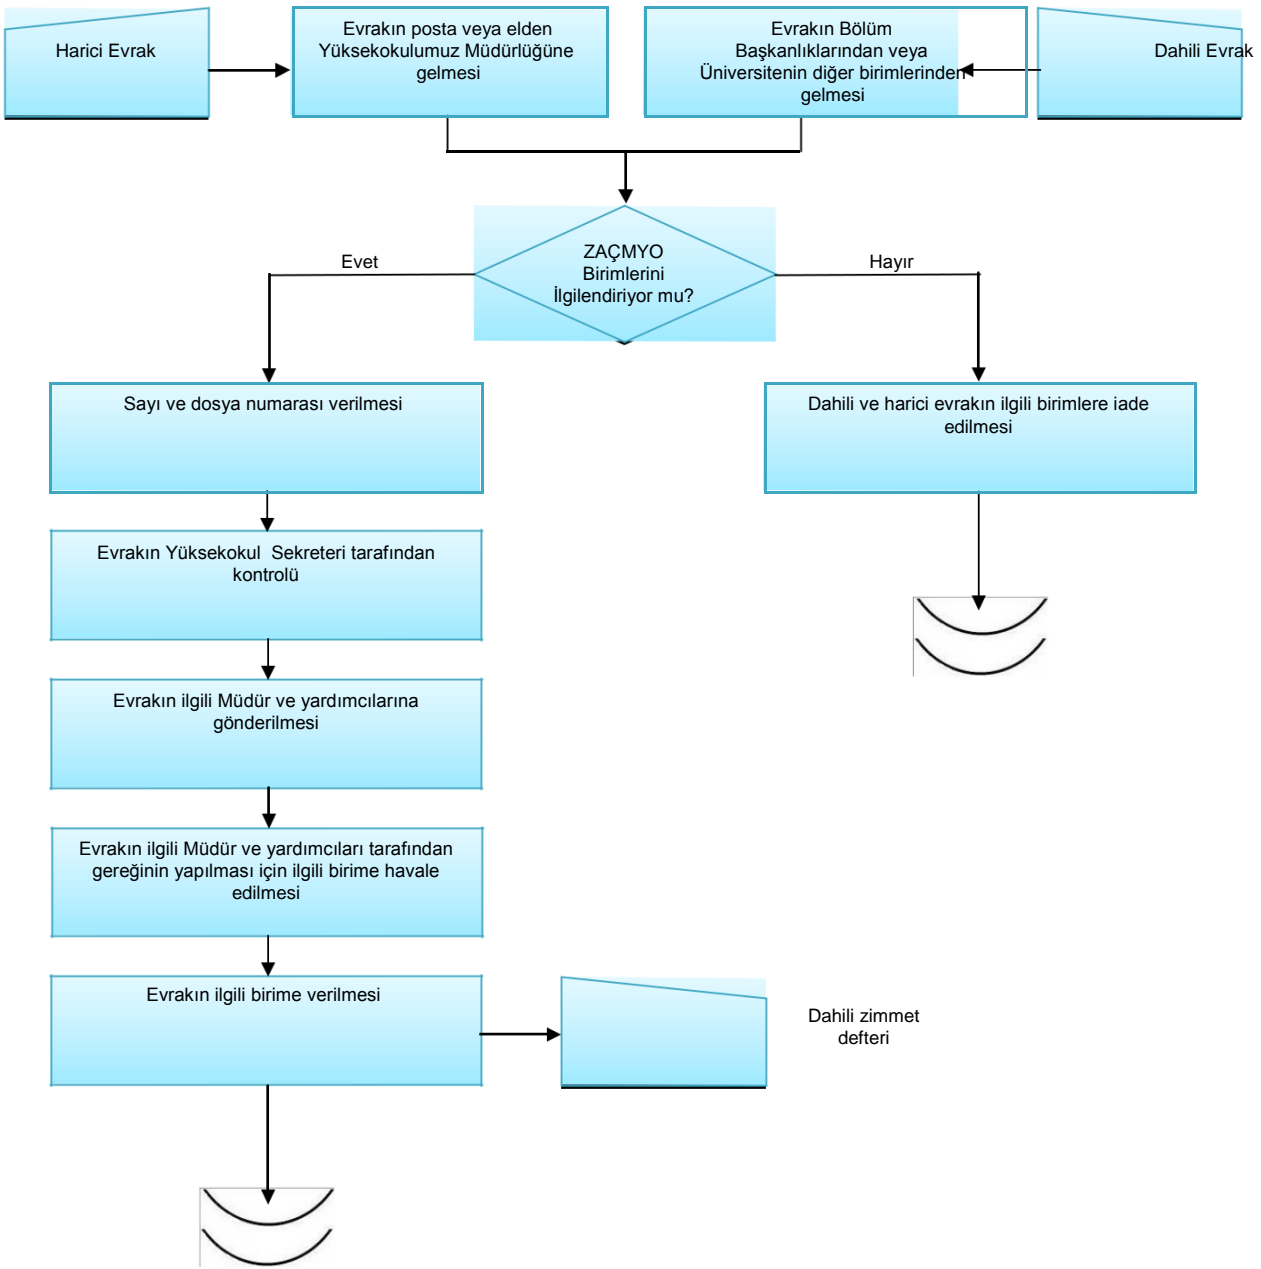 Harici Evrak
Evrakın posta veya elden
Yüksekokulumuz Müdürlüğüne
gelmesi
Evrakın Bölüm
Başkanlıklarından veya
Üniversitenin diğer birimlerinden
gelmesi
Dahili Evrak
ZAÇMYO
Birimlerini
İlgilendiriyor mu?
Evet
Hayır
Sayı ve dosya numarası verilmesi
Dahili ve harici evrakın ilgili birimlere iade
edilmesi
Evrakın Yüksekokul Sekreteri tarafından
kontrolü
Evrakın ilgili Müdür ve yardımcılarına
gönderilmesi
Evrakın ilgili Müdür ve yardımcıları tarafından
gereğinin yapılması için ilgili birime havale
edilmesi
Evrakın ilgili birime verilmesi
Dahili zimmet
defteri